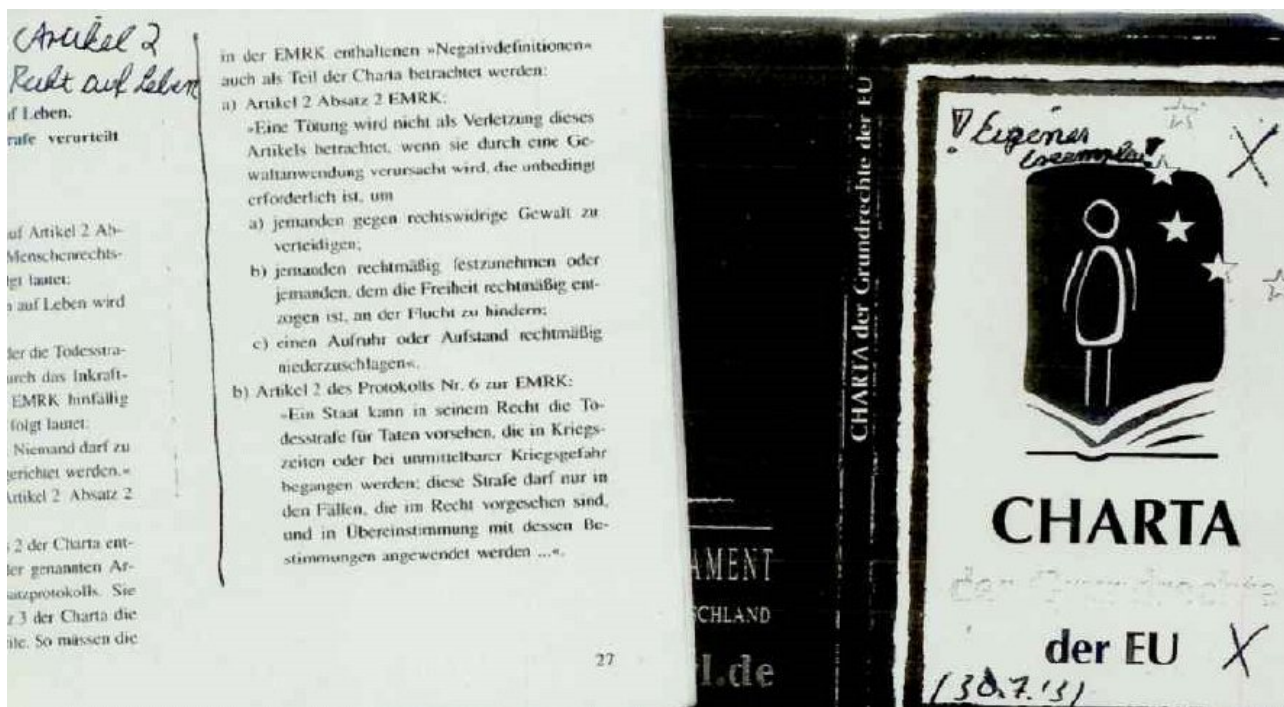 Artikel 2
Recht auf Leben
f Leben.
rafe verurteilt
uf Artikel 2 Ab-
Menschenrechts-
gt lautet:
auf Leben wird
der die Todesstra-
urch das Inkraft-
EMRK hinfällig
folgt lautet:
Niemand darf zu
gerichtet werden.«
Artikel 2 Absatz 2
2 der Charta ent-
der genannten Ar-
satzprotokolls. Sie
z 3 der Charta die
ite. So müssen die
in der EMRK enthaltenen »Negativdefinitionen«
auch als Teil der Charta betrachtet werden:
a) Artikel 2 Absatz 2 EMRK:
»Eine Tötung wird nicht als Verletzung dieses
Artikels betrachtet, wenn sie durch eine Ge-
waltanwendung verursacht wird, die unbedingt
erforderlich ist, um
a) jemanden gegen rechtswidrige Gewalt zu
verteidigen;
b) jemanden rechtmäßig festzunehmen oder
jemanden, dem die Freiheit rechtmäßig ent-
zogen ist, an der Flucht zu hindern;
c) einen Aufruhr oder Aufstand rechtmäßig
niederzuschlagen«.
b) Artikel 2 des Protokolls Nr. 6 zur EMRK:
»Ein Staat kann in seinem Recht die To-
desstrafe für Taten vorsehen, die in Kriegs-
zeiten oder bei unmittelbarer Kriegsgefahr
begangen werden; diese Strafe darf nur in
den Fällen, die im Recht vorgesehen sind,
und in Übereinstimmung mit dessen Be-
stimmungen angewendet werden ...«.
27
AMENT
SCHLAND
l.de
CHARTA der Grundrechte der EU
! Eigenes
Exemplar!
CHARTA
der Grundrechte
der EU
(30.7.'13)